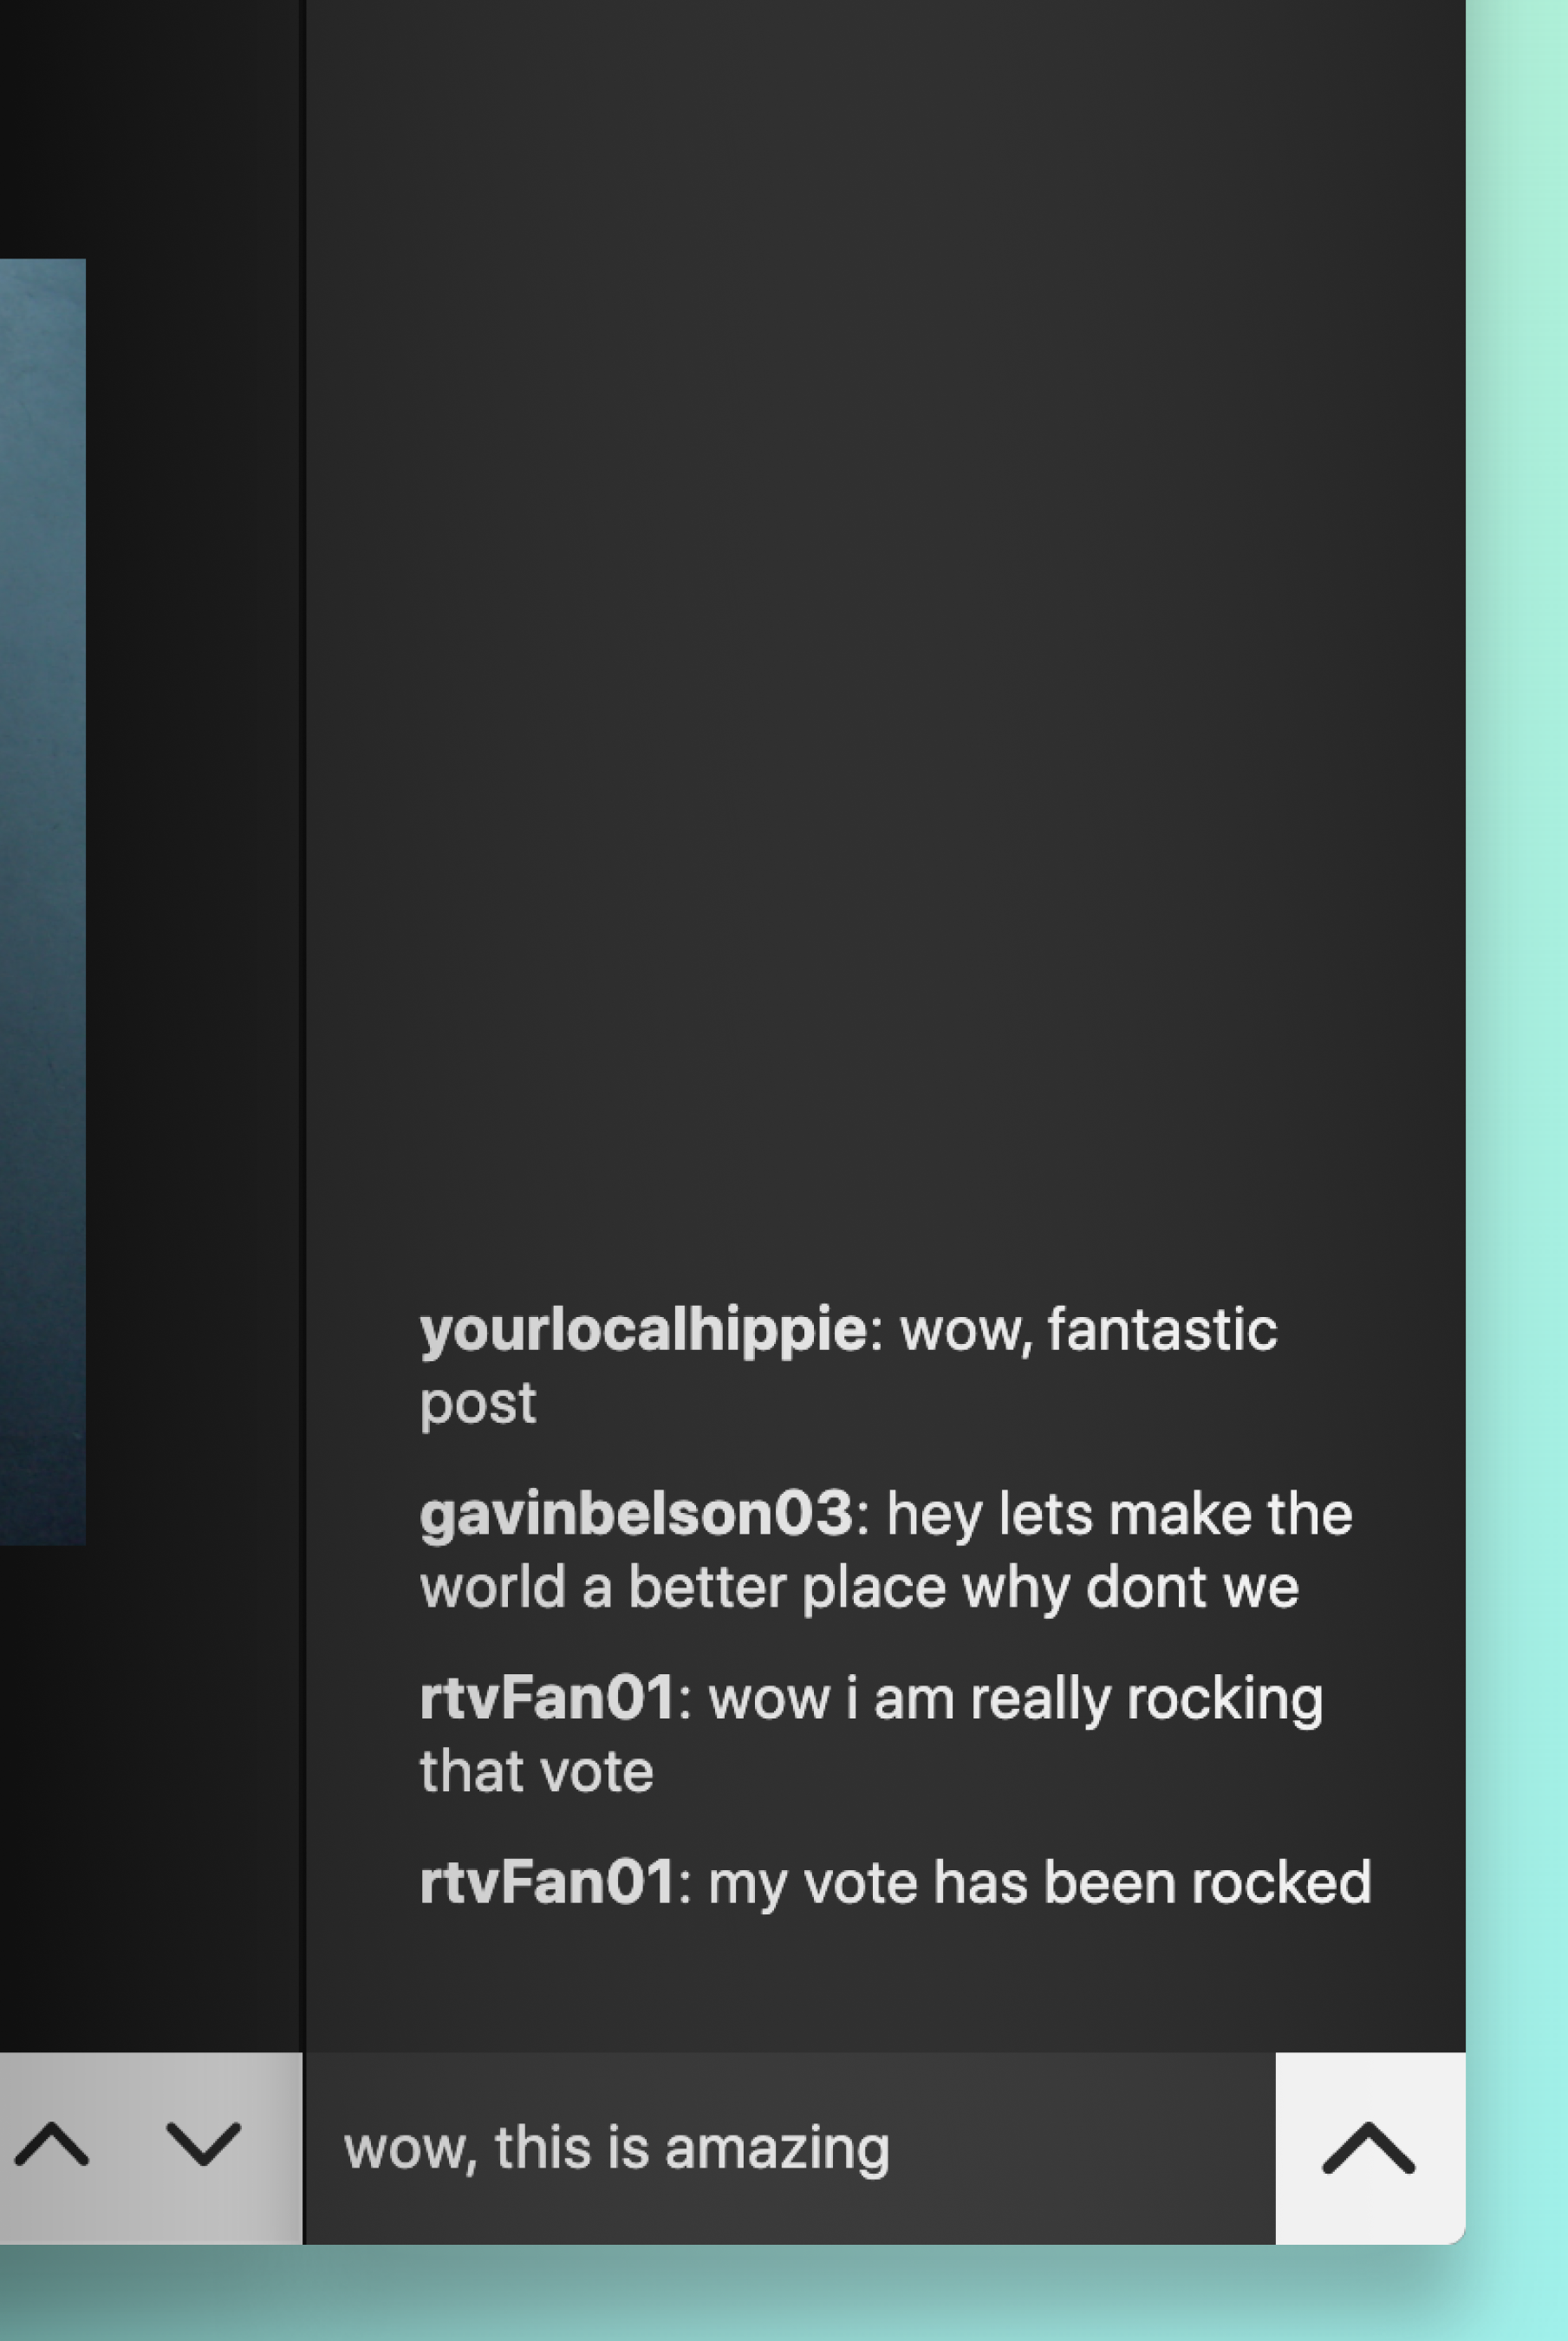 yourlocalhippie: wow, fantastic
post
gavinbelson03: hey lets make the
world a better place why dont we
rtvFan01: wow i am really rocking
that vote
rtvFan01: my vote has been rocked
wow, this is amazing